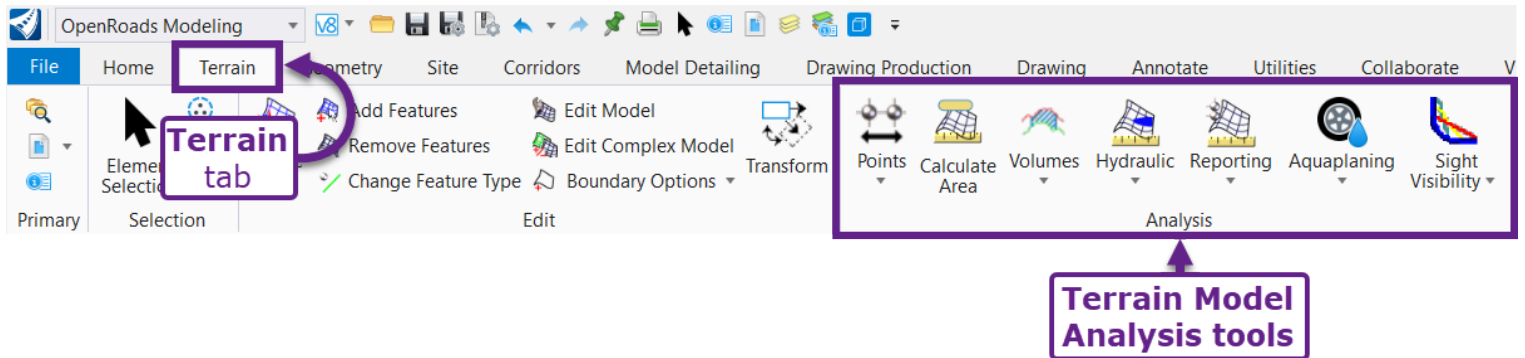 OpenRoads Modeling
File Home Terrain Geometry Site Corridors Model Detailing Drawing Production Drawing Annotate Utilities Collaborate V
Add Features
Remove Features
Change Feature Type
Edit Model
Edit Complex Model
Boundary Options
Transform
Points
Calculate
Area
Volumes
Hydraulic
Reporting
Aquaplaning
Sight
Visibility
Terrain
tab
Primary Selection Edit Analysis
Terrain Model
Analysis tools